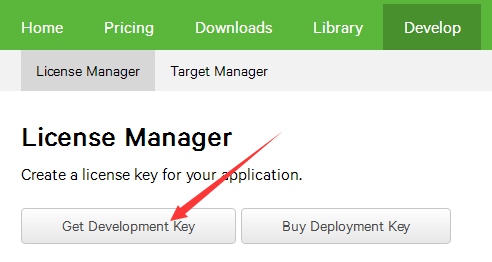 Home Pricing Downloads Library Develop
License Manager Target Manager
License Manager
Create a license key for your application.
Get Development Key Buy Deployment Key